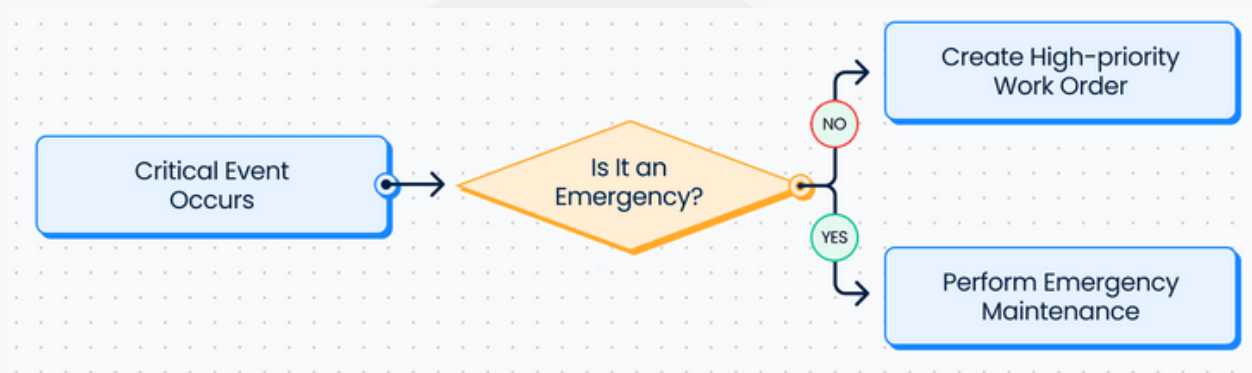 Critical Event
Occurs
Is It an
Emergency?
NO
Create High-priority
Work Order
YES
Perform Emergency
Maintenance